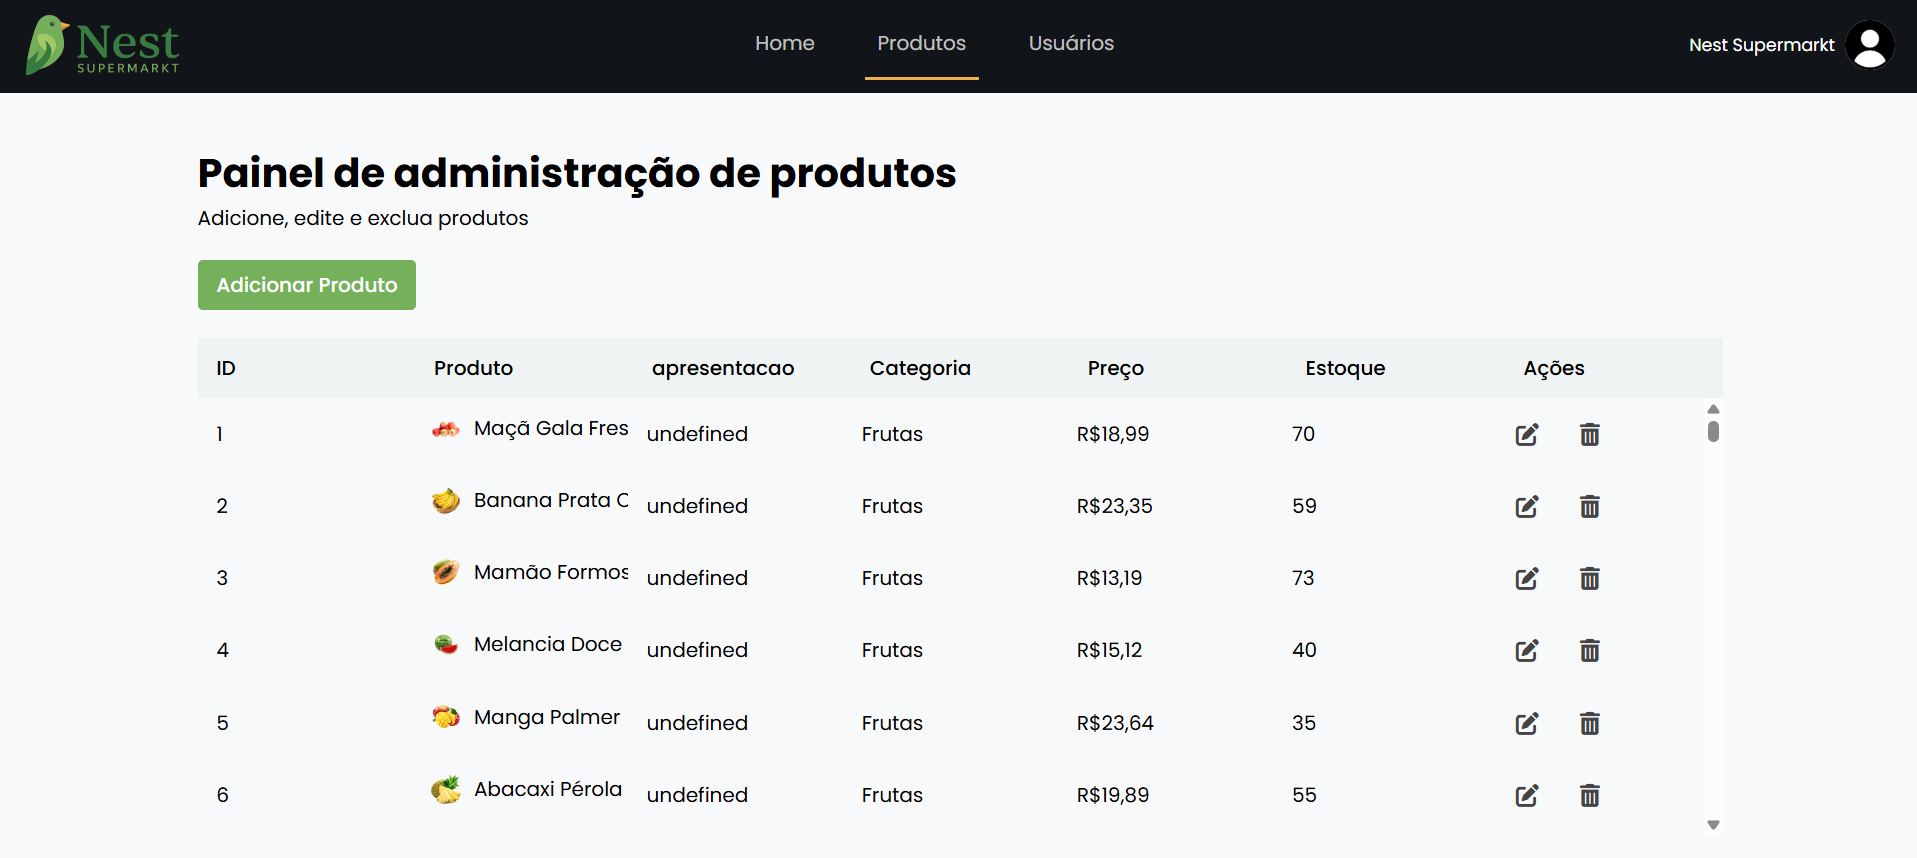 Nest
SUPERMARKT
Home Produtos Usuários
Nest Supermarkt
Painel de administração de produtos
Adicione, edite e exclua produtos
Adicionar Produto
ID Produto apresentacao Categoria Preço Estoque Ações
1 Maçã Gala Fres undefined Frutas R$18,99 70
2 Banana Prata C undefined Frutas R$23,35 59
3 Mamão Formos undefined Frutas R$13,19 73
4 Melancia Doce undefined Frutas R$15,12 40
5 Manga Palmer undefined Frutas R$23,64 35
6 Abacaxi Pérola undefined Frutas R$19,89 55